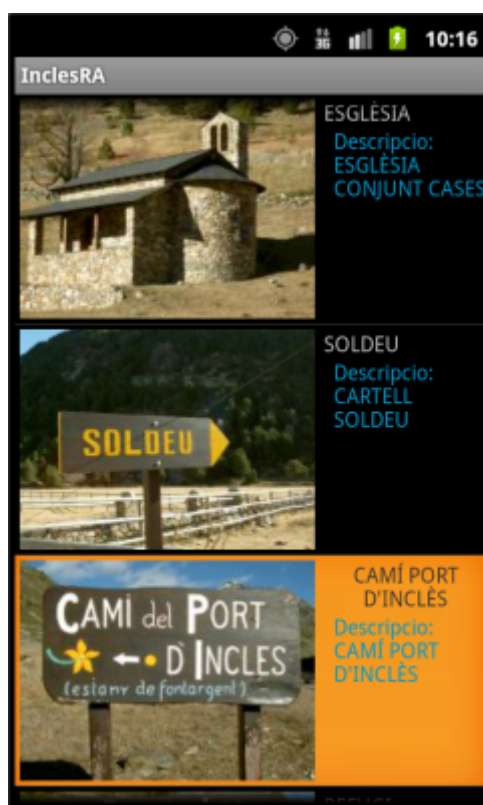 3G 10:16
InclesRA
ESGLÈSIA
Descripcio:
ESGLÈSIA
CONJUNT CASES
SOLDEU
SOLDEU
Descripcio:
CARTELL
SOLDEU
CAMI del PORT
D'INCLES
(estany de fontargent)
CAMÍ PORT
D'INCLÈS
Descripcio:
CAMÍ PORT
D'INCLÈS